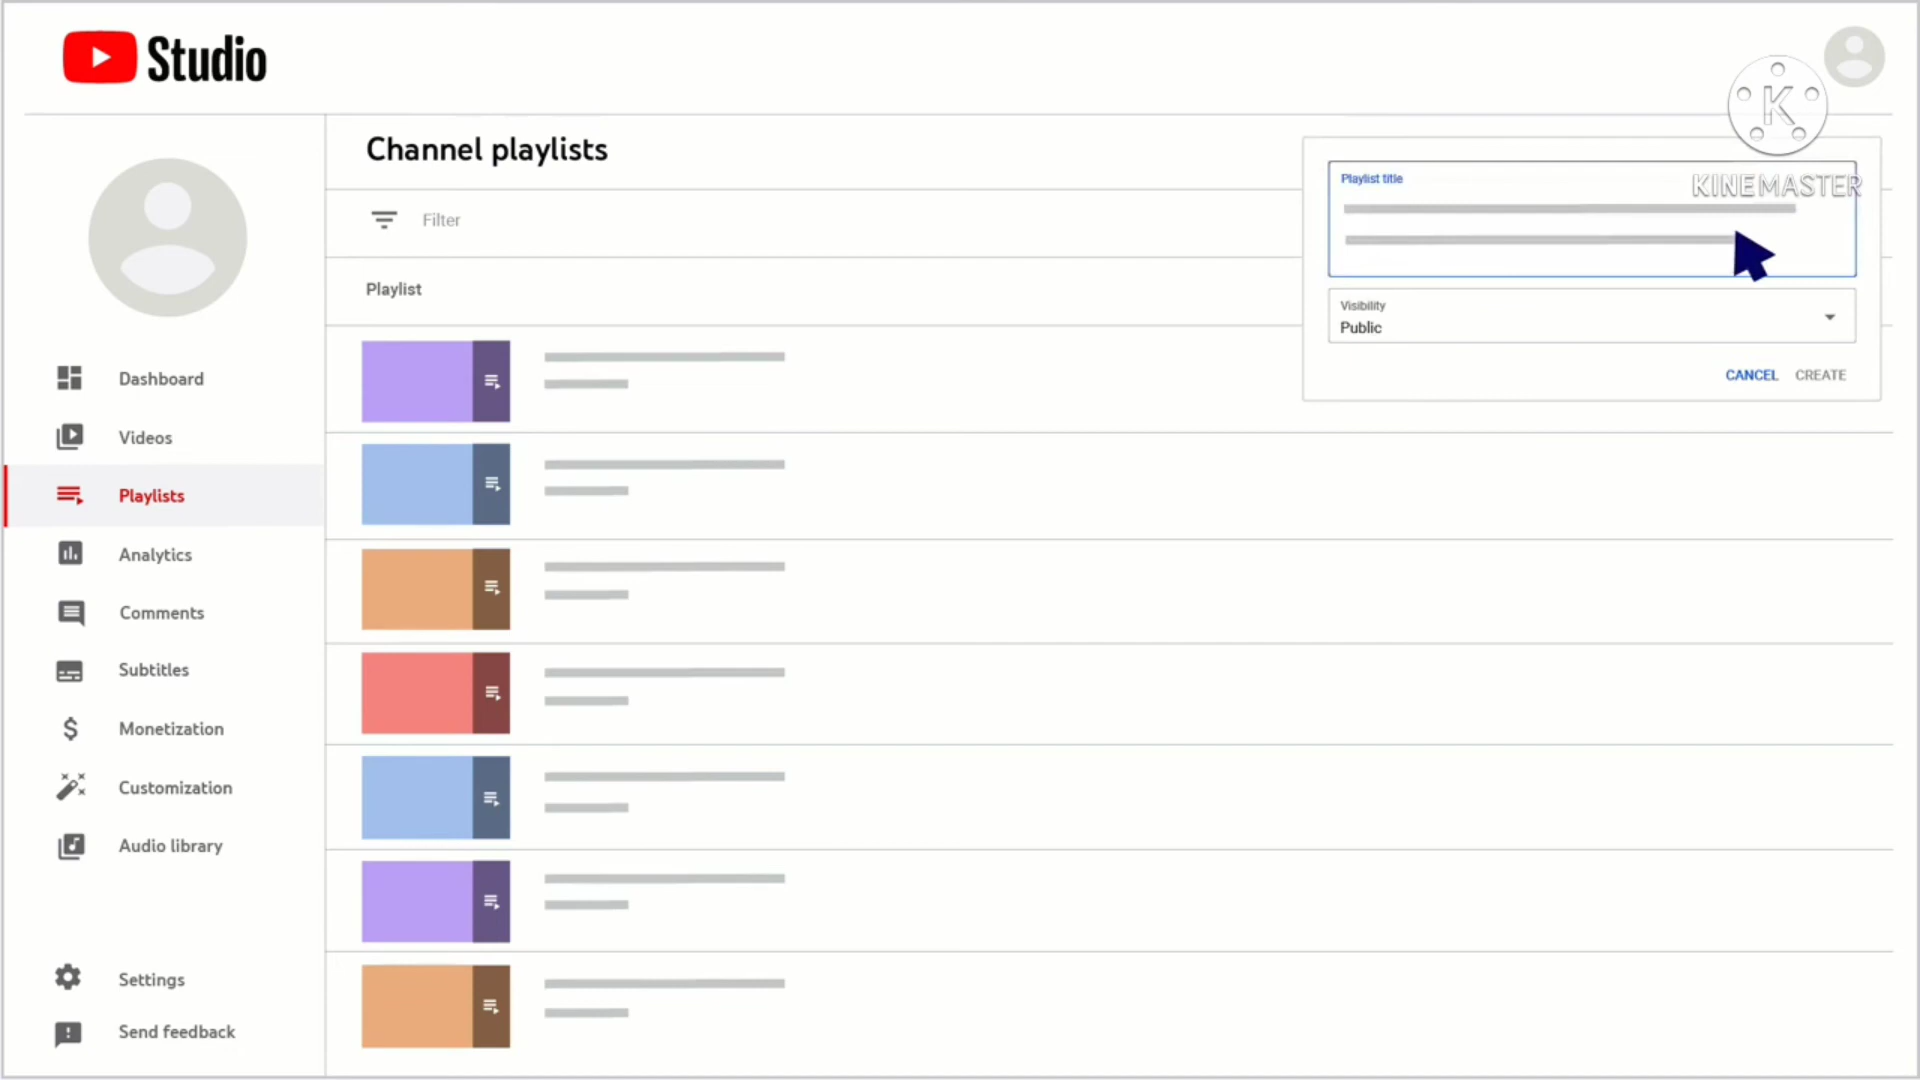 Studio
K
KINEMASTER
Channel playlists
Filter
Playlist
Playlist title
Visibility
Public
CANCEL CREATE
Dashboard
Videos
Playlists
Analytics
Comments
Subtitles
Monetization
Customization
Audio library
Settings
Send feedback